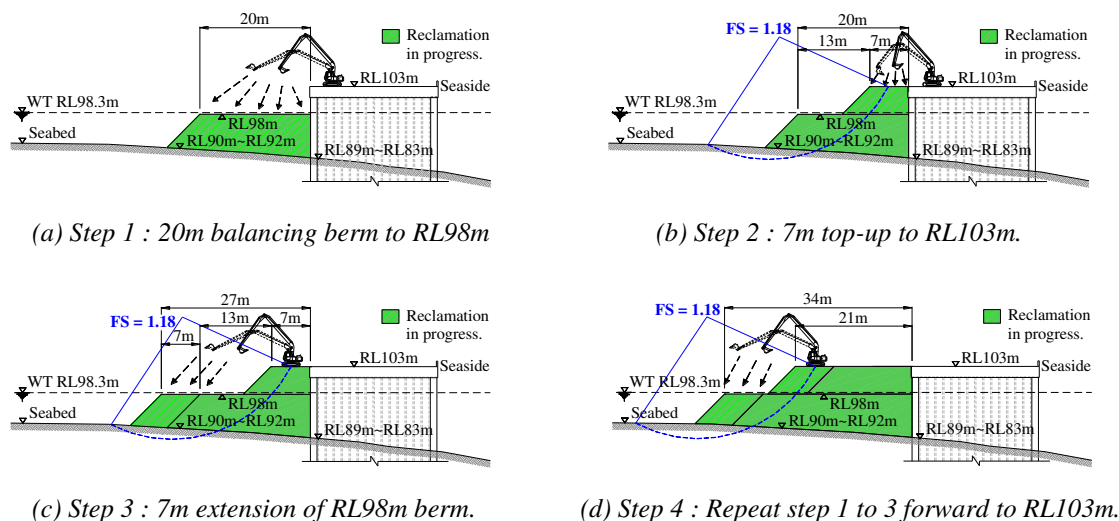 20m
Reclamation
in progress.
RL103m
Seaside
WT RL98.3m
RL98m
Seabed
RL90m~RL92m
RL89m~RL83m
(a) Step 1 : 20m balancing berm to RL98m
FS = 1.18
20m
13m
7m
Reclamation
in progress.
RL103m
Seaside
WT RL98.3m
RL98m
Seabed
RL90m~RL92m
RL89m~RL83m
(b) Step 2 : 7m top-up to RL103m.
27m
FS = 1.18
13m
7m
7m
Reclamation
in progress.
RL103m
Seaside
WT RL98.3m
RL98m
Seabed
RL90m~RL92m
RL89m~RL83m
(c) Step 3 : 7m extension of RL98m berm.
34m
FS = 1.18
21m
Reclamation
in progress.
RL103m
Seaside
WT RL98.3m
RL98m
Seabed
RL90m~RL92m
RL89m~RL83m
(d) Step 4 : Repeat step 1 to 3 forward to RL103m.